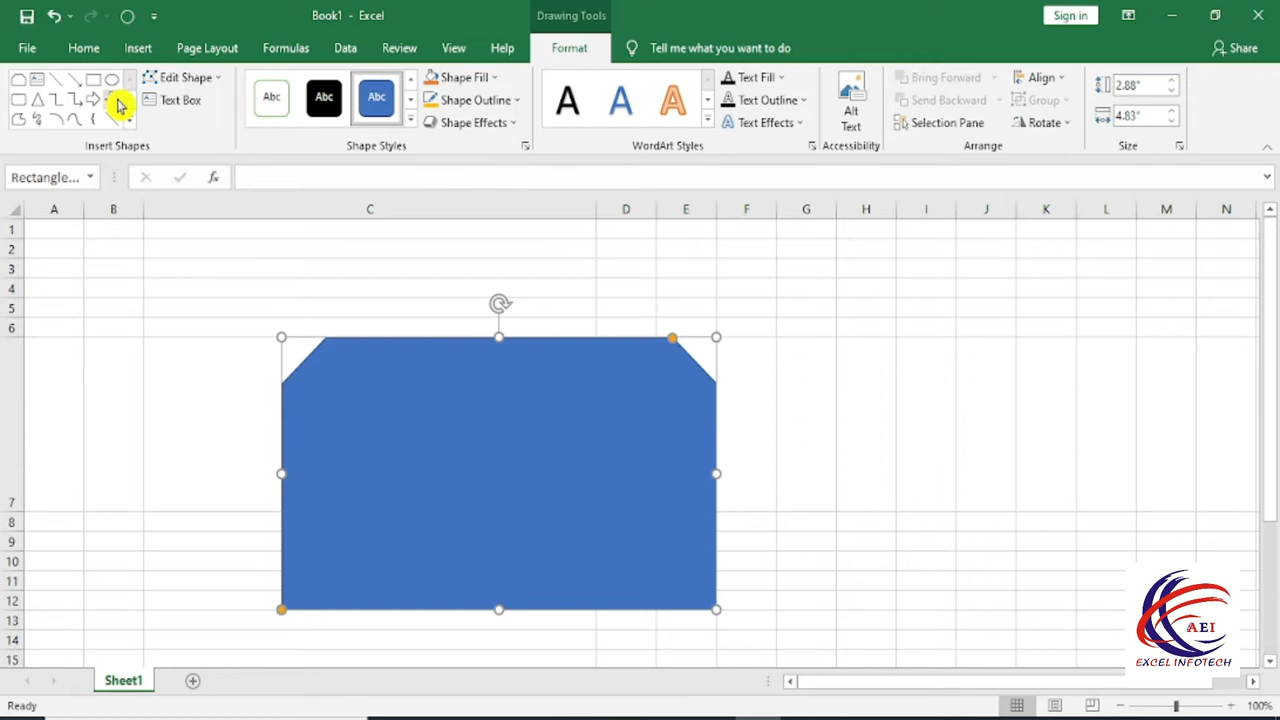 Book1 - Excel
Drawing Tools
Sign in
File Home Insert Page Layout Formulas Data Review View Help Format Tell me what you want to do Share
Edit Shape
Text Box
Insert Shapes
Abc Abc Abc
Shape Fill
Shape Outline
Shape Effects
Shape Styles
A A A
Text Fill
Text Outline
Text Effects
WordArt Styles
Alt
Text
Accessibility
Bring Forward
Send Backward
Selection Pane
Align
Group
Rotate
Arrange
2.88"
4.83"
Size
Rectangle...
fx
A B C D E F G H I J K L M N
1
2
3
4
5
6
7
8
9
10
11
12
13
14
15
AEI
EXCEL INFOTECH
Sheet1
Ready
100%